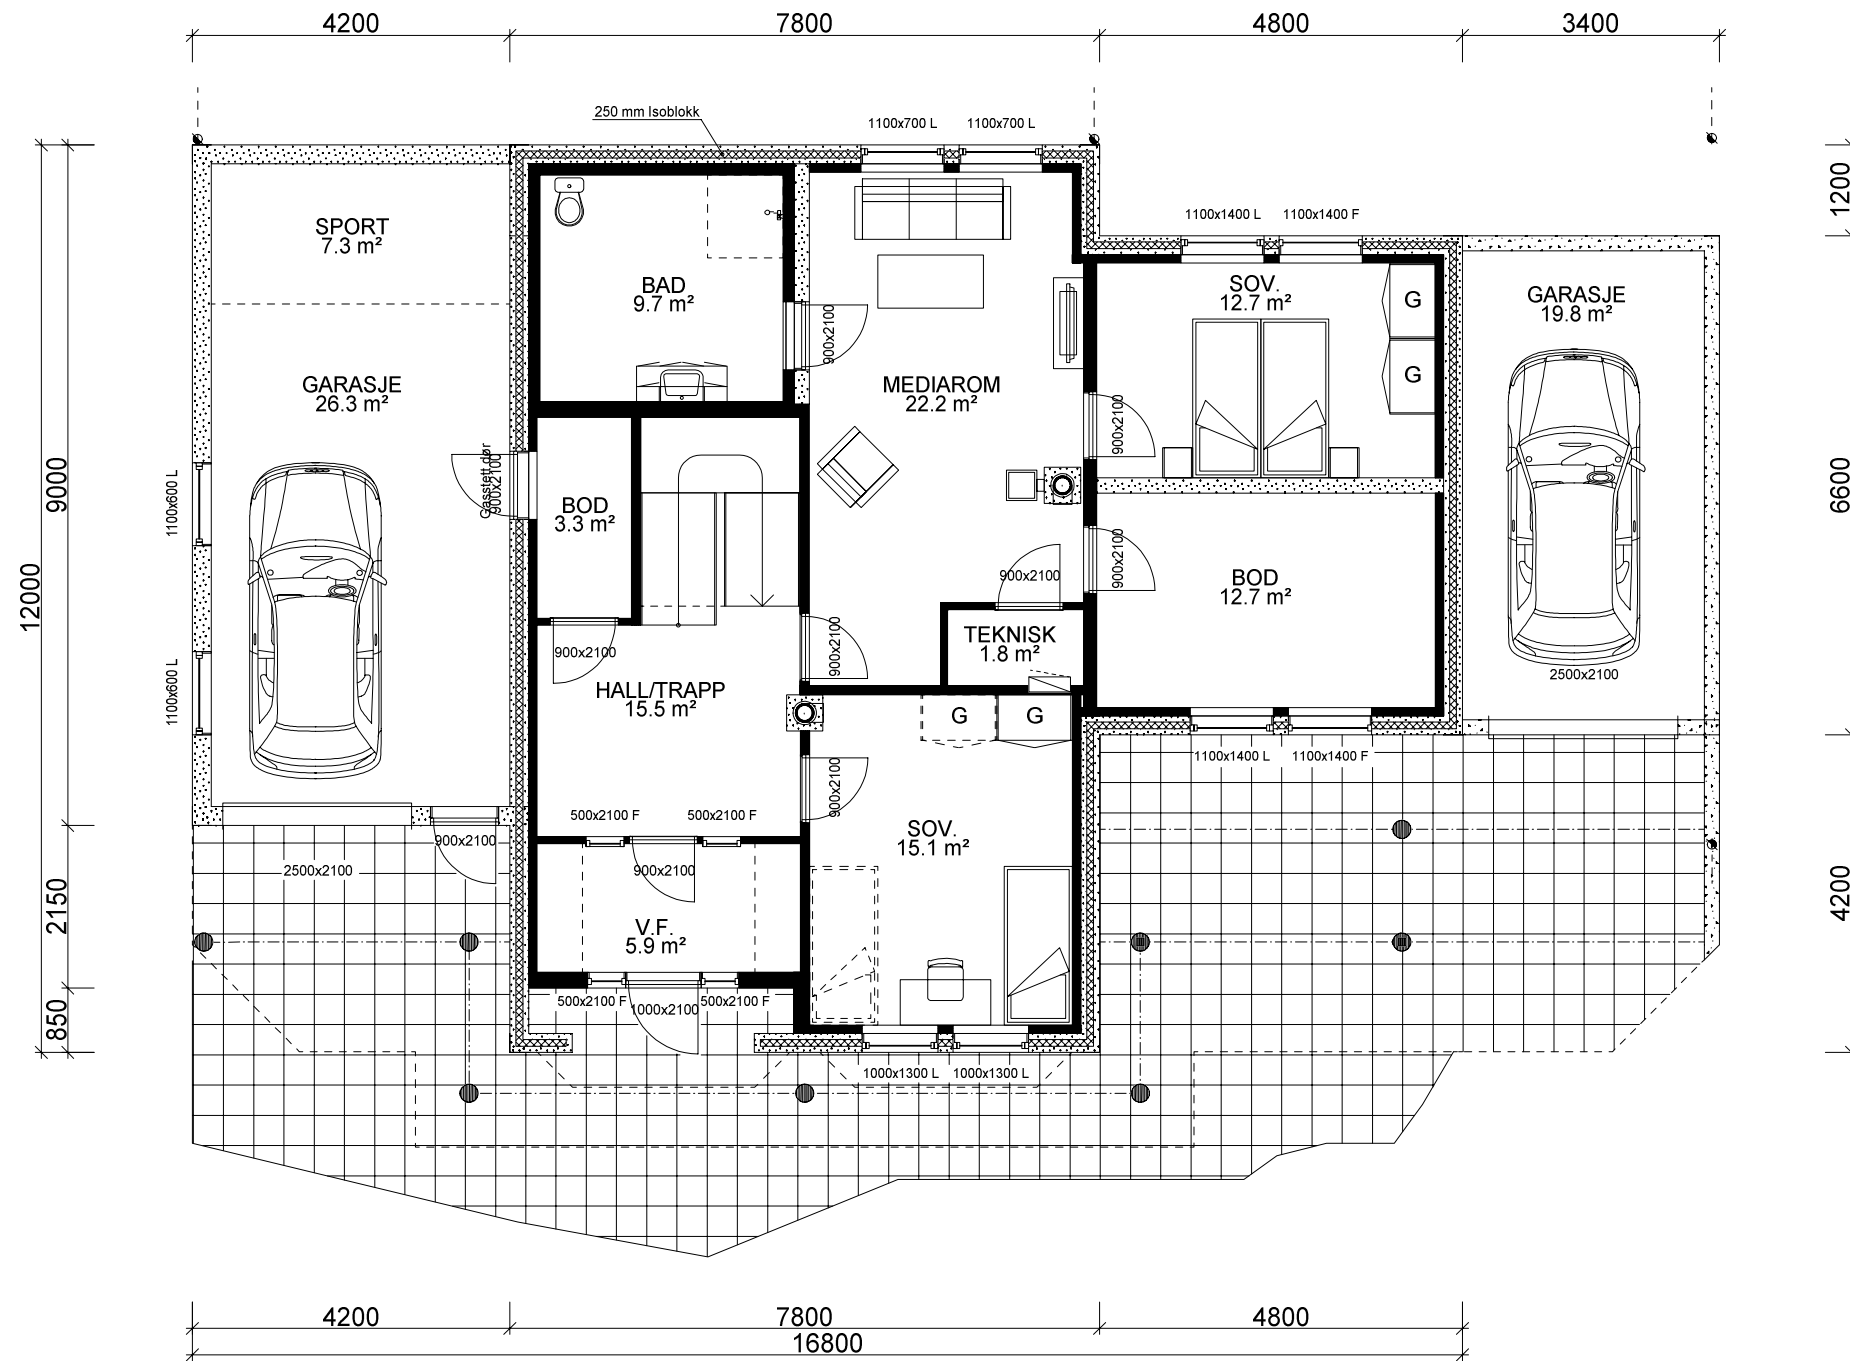 4200
7800
4800
3400
250 mm Isoblokk
1100x700 L
1100x700 L
1200
1100x1400 L
1100x1400 F
SPORT
7.3 m²
BAD
9.7 m²
SOV.
12.7 m²
G
GARASJE
19.8 m²
900x2100
G
GARASJE
26.3 m²
MEDIAROM
22.2 m²
900x2100
9000
1100x600 L
Gasstett dør
900x2100
BOD
3.3 m²
6600
12000
900x2100
900x2100
BOD
12.7 m²
TEKNISK
1.8 m²
900x2100
900x2100
1100x600 L
HALL/TRAPP
15.5 m²
2500x2100
G
G
1100x1400 L
1100x1400 F
900x2100
500x2100 F
500x2100 F
SOV.
15.1 m²
900x2100
2500x2100
900x2100
2150
4200
V.F.
5.9 m²
500x2100 F
1000x2100
500x2100 F
850
1000x1300 L
1000x1300 L
4200
7800
4800
16800